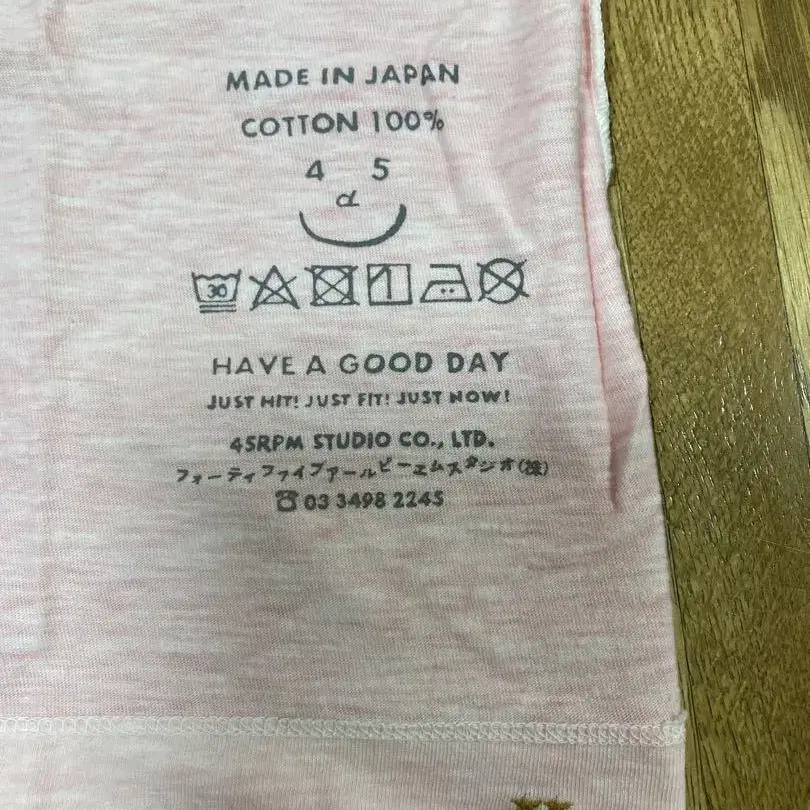 MADE IN JAPAN
COTTON 100%
4 5
d
30
HAVE A GOOD DAY
JUST HIT! JUST FIT! JUST NOW!
45RPM STUDIO CO., LTD.
フォーティファイブアールピーエムスタジオ(株)
☎03 3498 2245